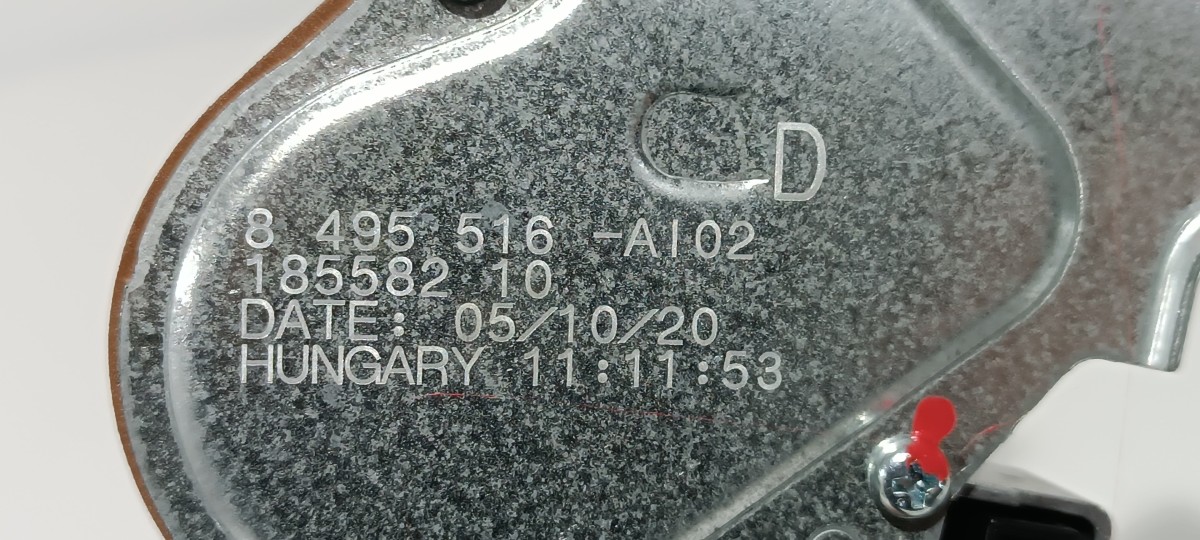 D
8 495 516 -AI02
185582 10
DATE: 05/10/20
HUNGARY 11:11:53